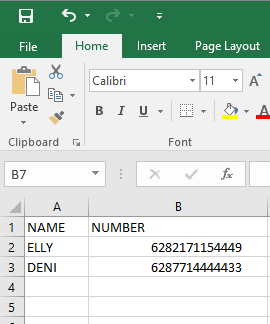 File Home Insert Page Layout
Paste
Calibri 11
B I U A
Clipboard Font
B7
A B
1 NAME NUMBER
2 ELLY 6282171154449
3 DENI 6287714444433
4
5
6